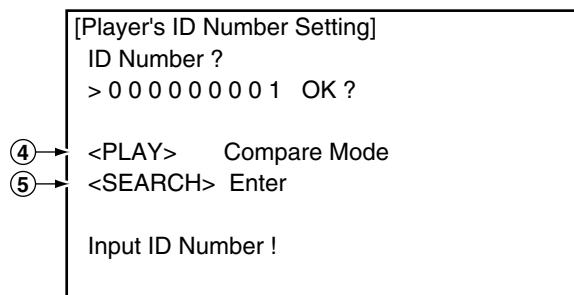 [Player's ID Number Setting]
ID Number ?
> 0 0 0 0 0 0 0 0 1 OK ?
④ <PLAY> Compare Mode
⑤ <SEARCH> Enter
Input ID Number !